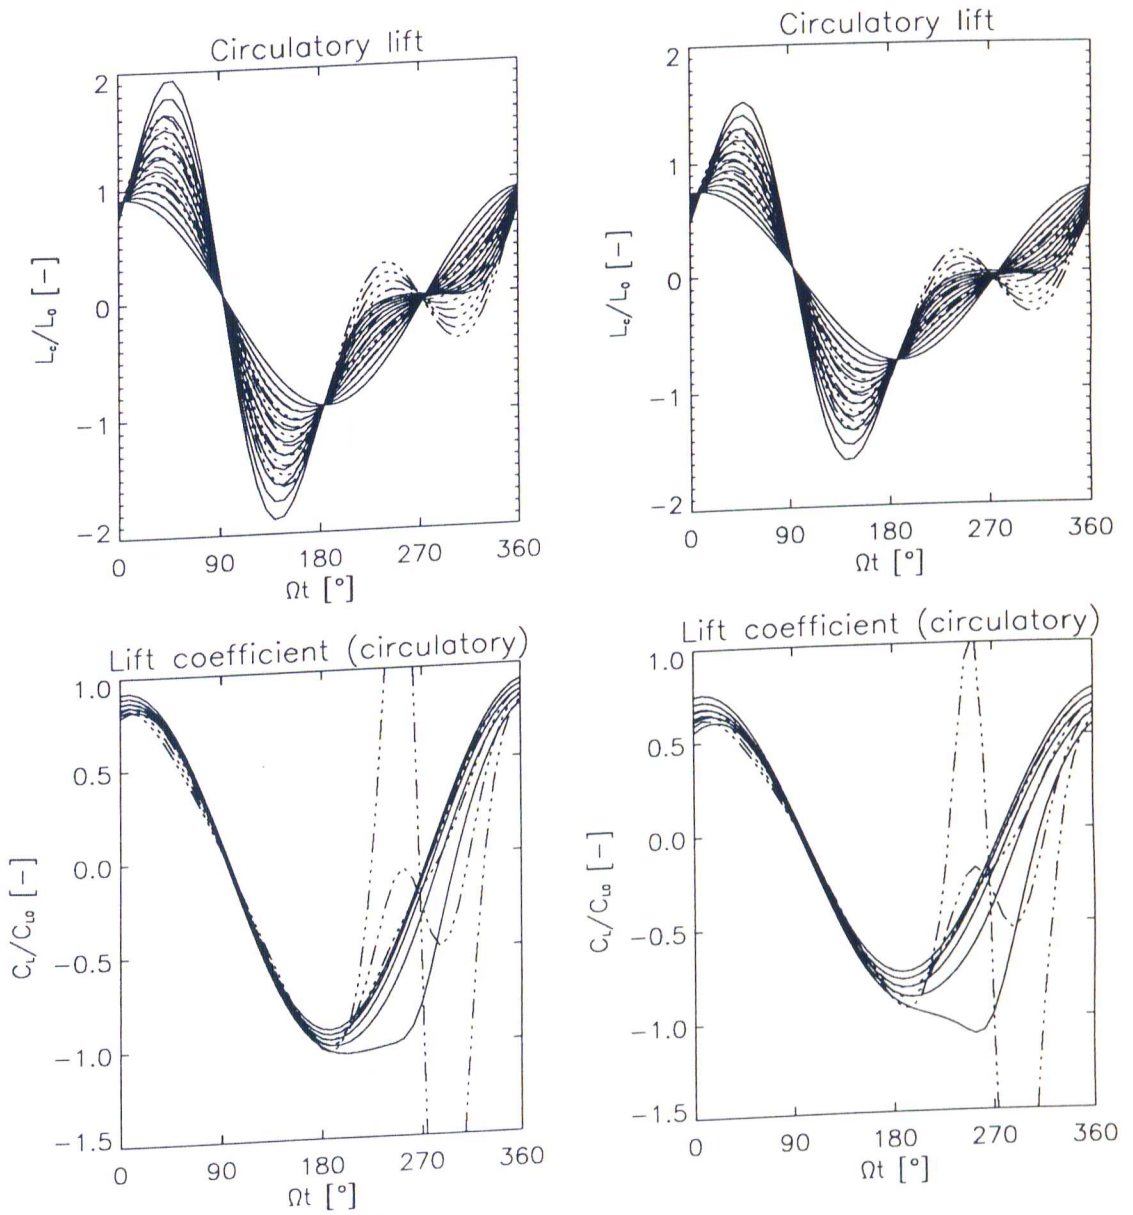 Circulatory lift
2
1
0
−1
−2
L_c/L_0 [−]
0 90 180 270 360
Ωt [°]
Circulatory lift
2
1
0
−1
−2
L_c/L_0 [−]
0 90 180 270 360
Ωt [°]
Lift coefficient (circulatory)
1.0
0.5
0.0
−0.5
−1.0
−1.5
C_L/C_L0 [−]
0 90 180 270 360
Ωt [°]
Lift coefficient (circulatory)
1.0
0.5
0.0
−0.5
−1.0
−1.5
C_L/C_L0 [−]
0 90 180 270 360
Ωt [°]